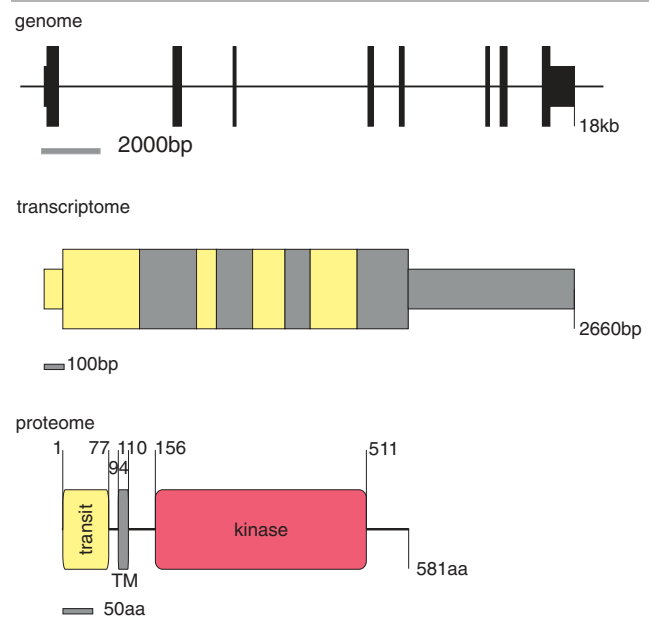 genome
18kb
2000bp
transcriptome
2660bp
100bp
proteome
1 77 110 156 511
94
transit
kinase
581aa
TM
50aa